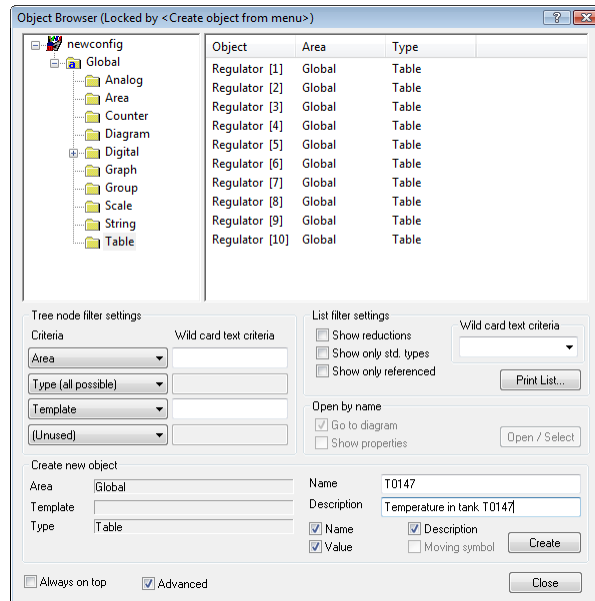 Object Browser (Locked by <Create object from menu>)
newconfig
Global
Analog
Area
Counter
Diagram
Digital
Graph
Group
Scale
String
Table
Object Area Type
Regulator [1] Global Table
Regulator [2] Global Table
Regulator [3] Global Table
Regulator [4] Global Table
Regulator [5] Global Table
Regulator [6] Global Table
Regulator [7] Global Table
Regulator [8] Global Table
Regulator [9] Global Table
Regulator [10] Global Table
Tree node filter settings
Criteria Wild card text criteria
Area
Type (all possible)
Template
(Unused)
List filter settings
Show reductions
Show only std. types
Show only referenced
Wild card text criteria
Print List...
Open by name
Go to diagram
Show properties
Open / Select
Create new object
Area Global
Template
Type Table
Name T0147
Description Temperature in tank T0147
Name Description
Value Moving symbol
Create
Always on top Advanced
Close